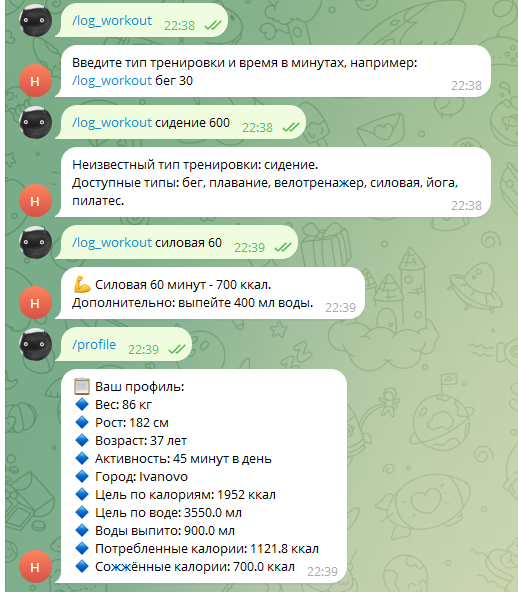 /log_workout 22:38
Введите тип тренировки и время в минутах, например:
/log_workout бег 30
22:38
/log_workout сидение 600 22:38
Неизвестный тип тренировки: сидение.
Доступные типы: бег, плавание, велотренажер, силовая, йога,
пилатес.
22:38
Н
/log_workout силовая 60 22:39
Силовая 60 минут - 700 ккал.
Дополнительно: выпейте 400 мл воды. 22:39
Н
/profile 22:39
Ваш профиль:
Вес: 86 кг
Рост: 182 см
Возраст: 37 лет
Активность: 45 минут в день
Город: Ivanovo
Цель по калориям: 1952 ккал
Цель по воде: 3550.0 мл
Воды выпито: 900.0 мл
Потребленные калории: 1121.8 ккал
Сожжённые калории: 700.0 ккал 22:39
Н